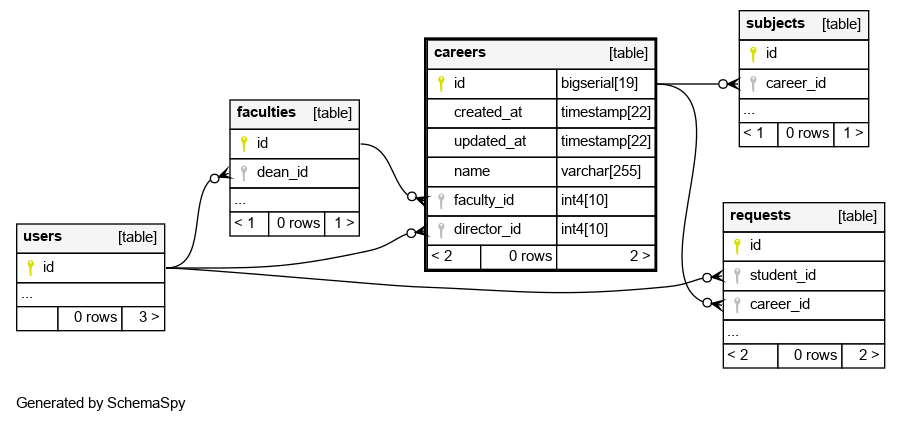 users [table]
id
...
0 rows 3 >
faculties [table]
id
dean_id
...
< 1 0 rows 1 >
careers [table]
id bigserial[19]
created_at timestamp[22]
updated_at timestamp[22]
name varchar[255]
faculty_id int4[10]
director_id int4[10]
< 2 0 rows 2 >
subjects [table]
id
career_id
...
< 1 0 rows 1 >
requests [table]
id
student_id
career_id
...
< 2 0 rows 2 >
Generated by SchemaSpy